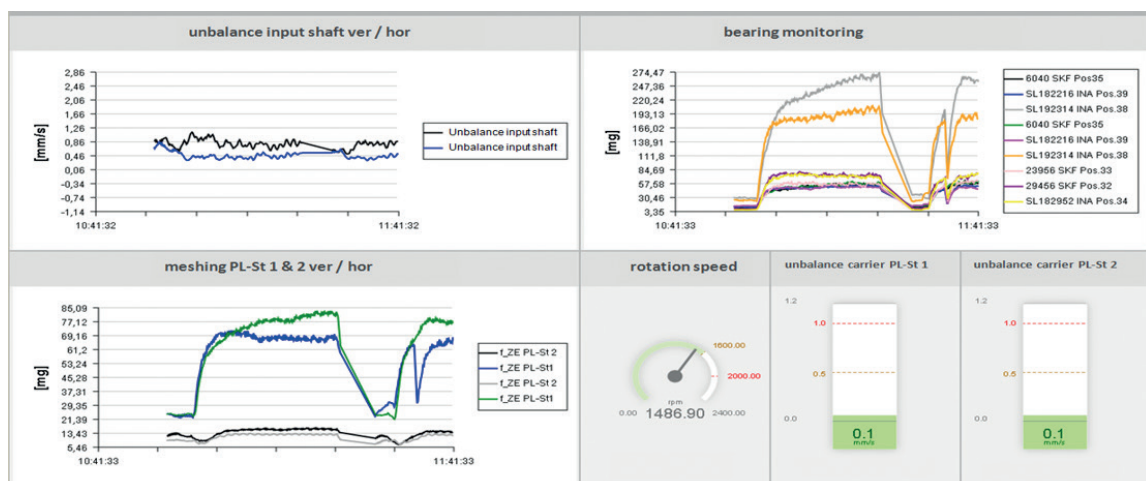 unbalance input shaft ver / hor
[mm/s]
2,86
2,46
2,06
1,66
1,26
0,86
0,46
0,06
-0,34
-0,74
-1,14
10:41:32
11:41:32
Unbalance input shaft
Unbalance input shaft
bearing monitoring
[mg]
274,47
247,36
220,24
193,13
166,02
138,91
111,8
84,69
57,58
30,46
3,35
10:41:33
11:41:33
6040 SKF Pos35
SL182216 INA Pos.39
SL192314 INA Pos.38
6040 SKF Pos35
SL182216 INA Pos.39
SL192314 INA Pos.38
23956 SKF Pos.33
29456 SKF Pos.32
SL182952 INA Pos.34
meshing PL-St 1 & 2 ver / hor
[mg]
85,09
77,12
69,16
61,2
53,24
45,28
37,31
29,35
21,39
13,43
5,46
10:41:33
11:41:33
f_ZE PL-St 2
f_ZE PL-St1
f_ZE PL-St 2
f_ZE PL-St1
rotation speed
1600.00
2000.00
0.00
2400.00
rpm
1486.90
unbalance carrier PL-St 1
1.2
1.0
0.5
0.0
0.1
mm/s
unbalance carrier PL-St 2
1.2
1.0
0.5
0.0
0.1
mm/s